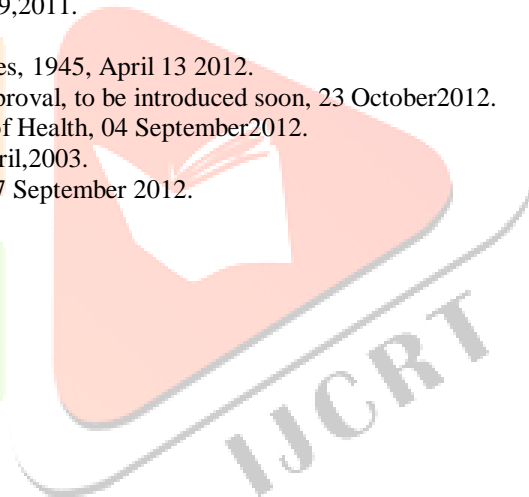 9,2011.
es, 1945, April 13 2012.
proval, to be introduced soon, 23 October2012.
of Health, 04 September2012.
ril,2003.
7 September 2012.
IJCRT